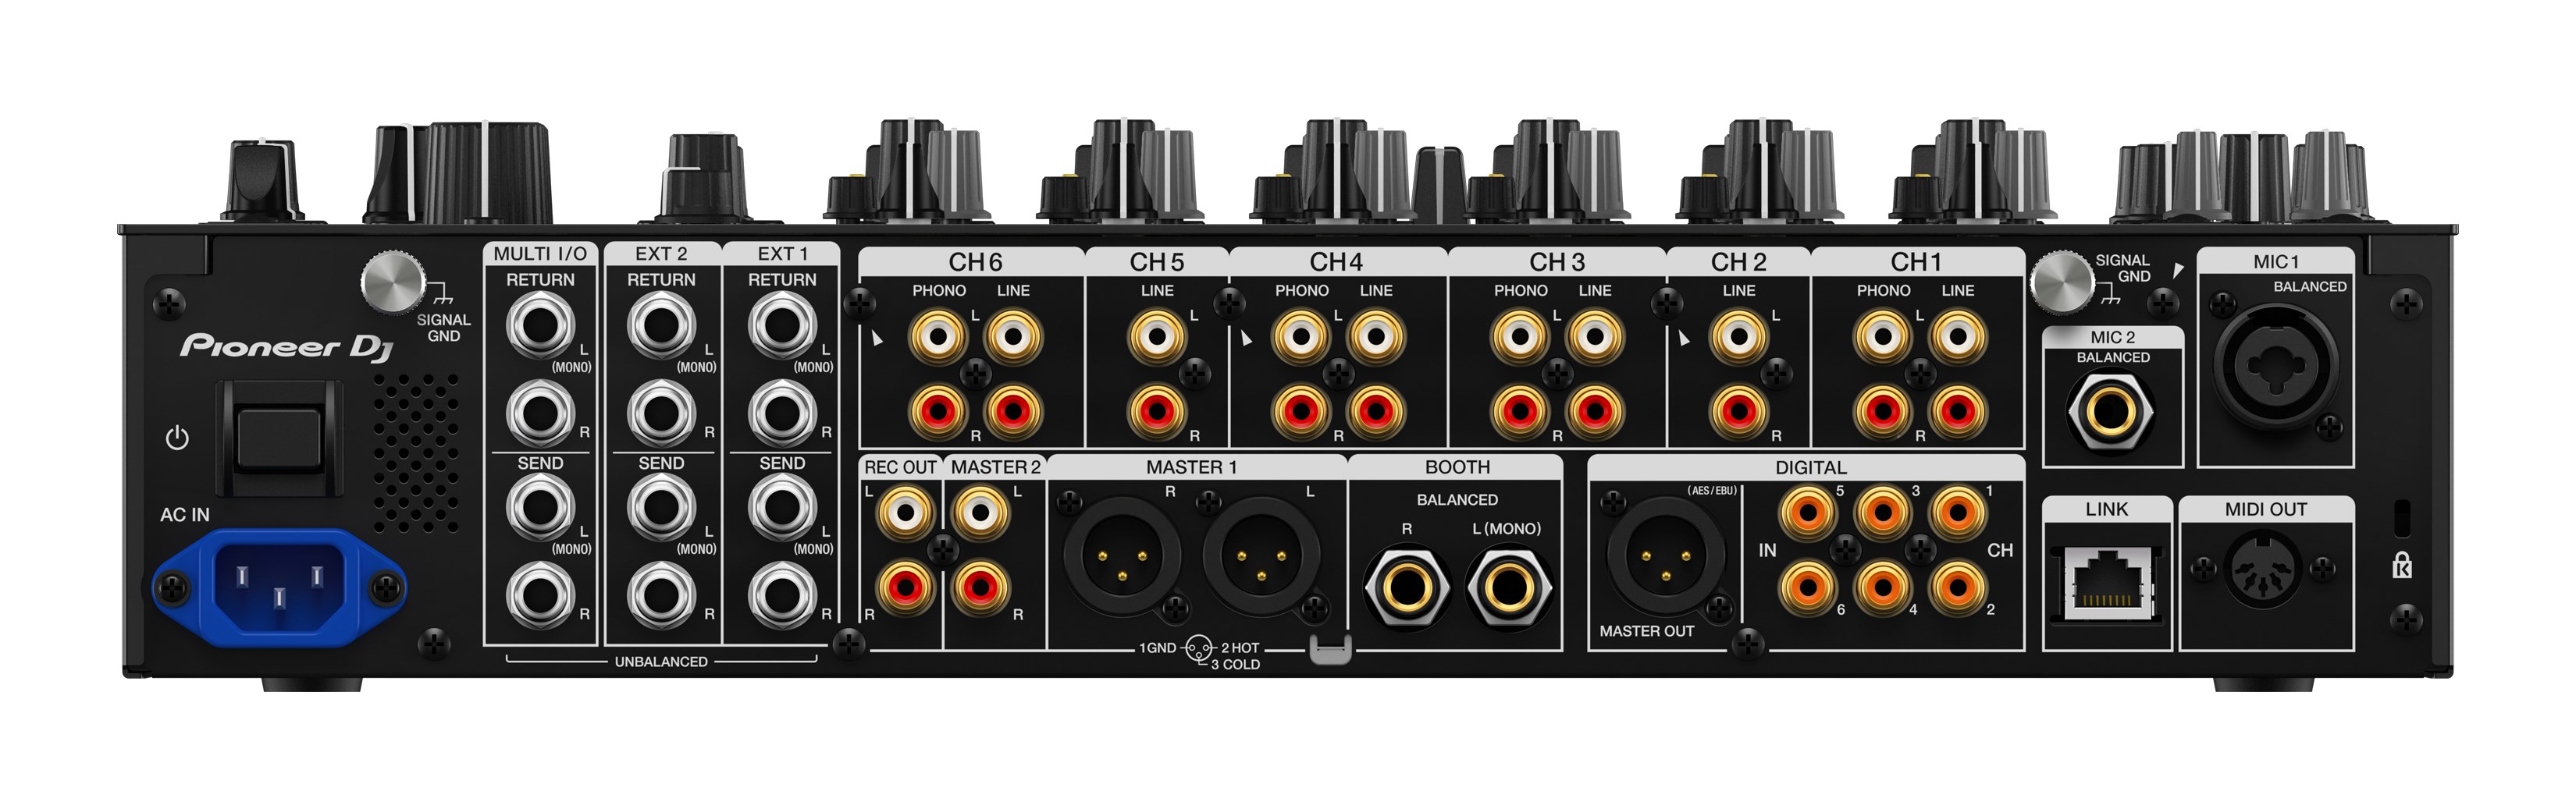 Pioneer Dj
AC IN
SIGNAL
GND
MULTI I/O
RETURN
L
(MONO)
R
SEND
L
(MONO)
R
EXT 2
RETURN
L
(MONO)
R
SEND
L
(MONO)
R
EXT 1
RETURN
L
(MONO)
R
SEND
L
(MONO)
R
UNBALANCED
CH 6
PHONO LINE
L
R
CH 5
LINE
L
R
CH 4
PHONO LINE
L
R
CH 3
PHONO LINE
L
R
CH 2
LINE
L
R
CH 1
PHONO LINE
L
R
REC OUT
L
R
MASTER 2
L
R
MASTER 1
R L
1 GND 2 HOT
3 COLD
BOOTH
BALANCED
R L (MONO)
DIGITAL
(AES/EBU)
MASTER OUT
5 3 1
IN CH
6 4 2
SIGNAL
GND
MIC 2
BALANCED
MIC 1
BALANCED
LINK
MIDI OUT
K